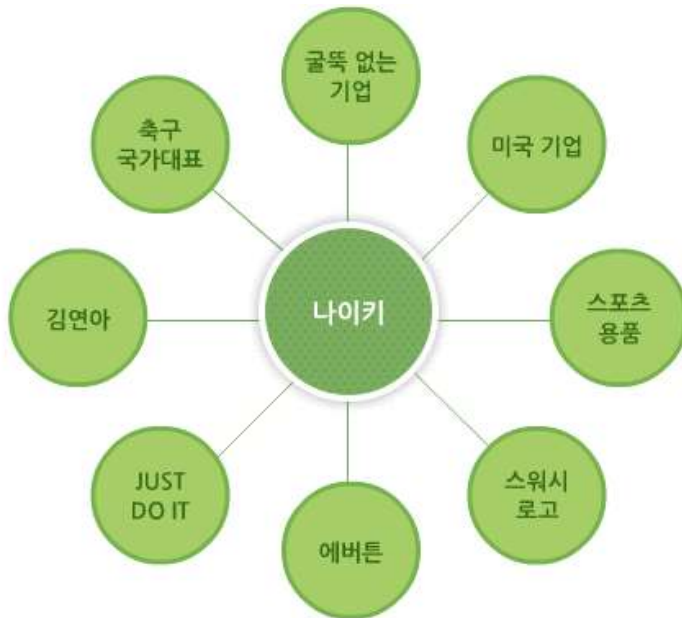 굴뚝 없는
기업
축구
국가대표
미국 기업
김연아
나이키
스포츠
용품
JUST
DO IT
스워시
로고
에버튼